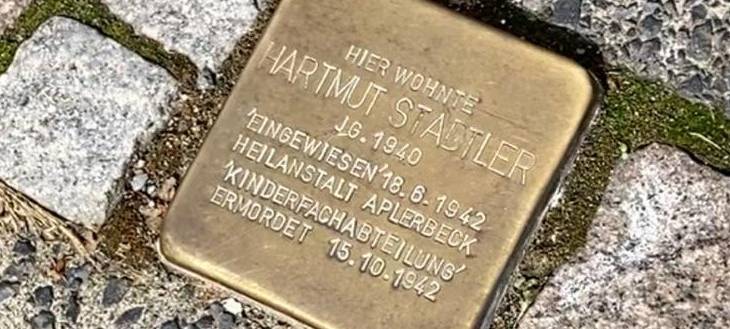 HIER WOHNTE
HARTMUT STADTLER
JG. 1940
'EINGEWIESEN' 18.6.1942
HEILANSTALT APLERBECK
'KINDERFACHABTEILUNG'
ERMORDET 15.10.1942